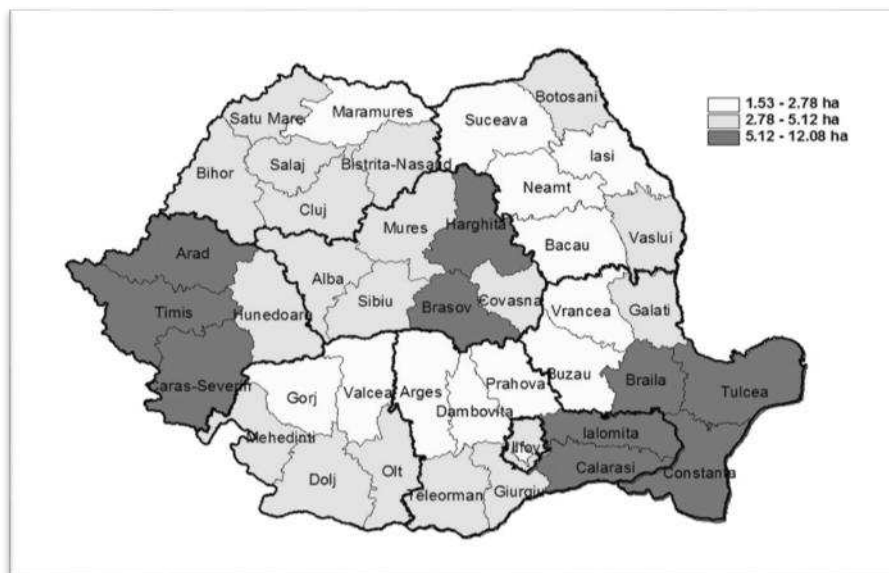 1.53 - 2.78 ha
2.78 - 5.12 ha
5.12 - 12.08 ha
Botosani
Maramures
Satu Mare
Suceava
Iasi
Salaj
Bistrita-Nasaud
Bihor
Neamt
Cluj
Mures
Harghita
Vaslui
Bacau
Arad
Alba
Sibiu
Brasov
Covasna
Timis
Hunedoara
Vrancea
Galati
Caras-Severin
Gorj
Valcea
Arges
Prahova
Buzau
Braila
Tulcea
Dambovita
Mehedinti
Ilfov
Ialomita
Calarasi
Constanta
Dolj
Olt
Teleorman
Giurgiu